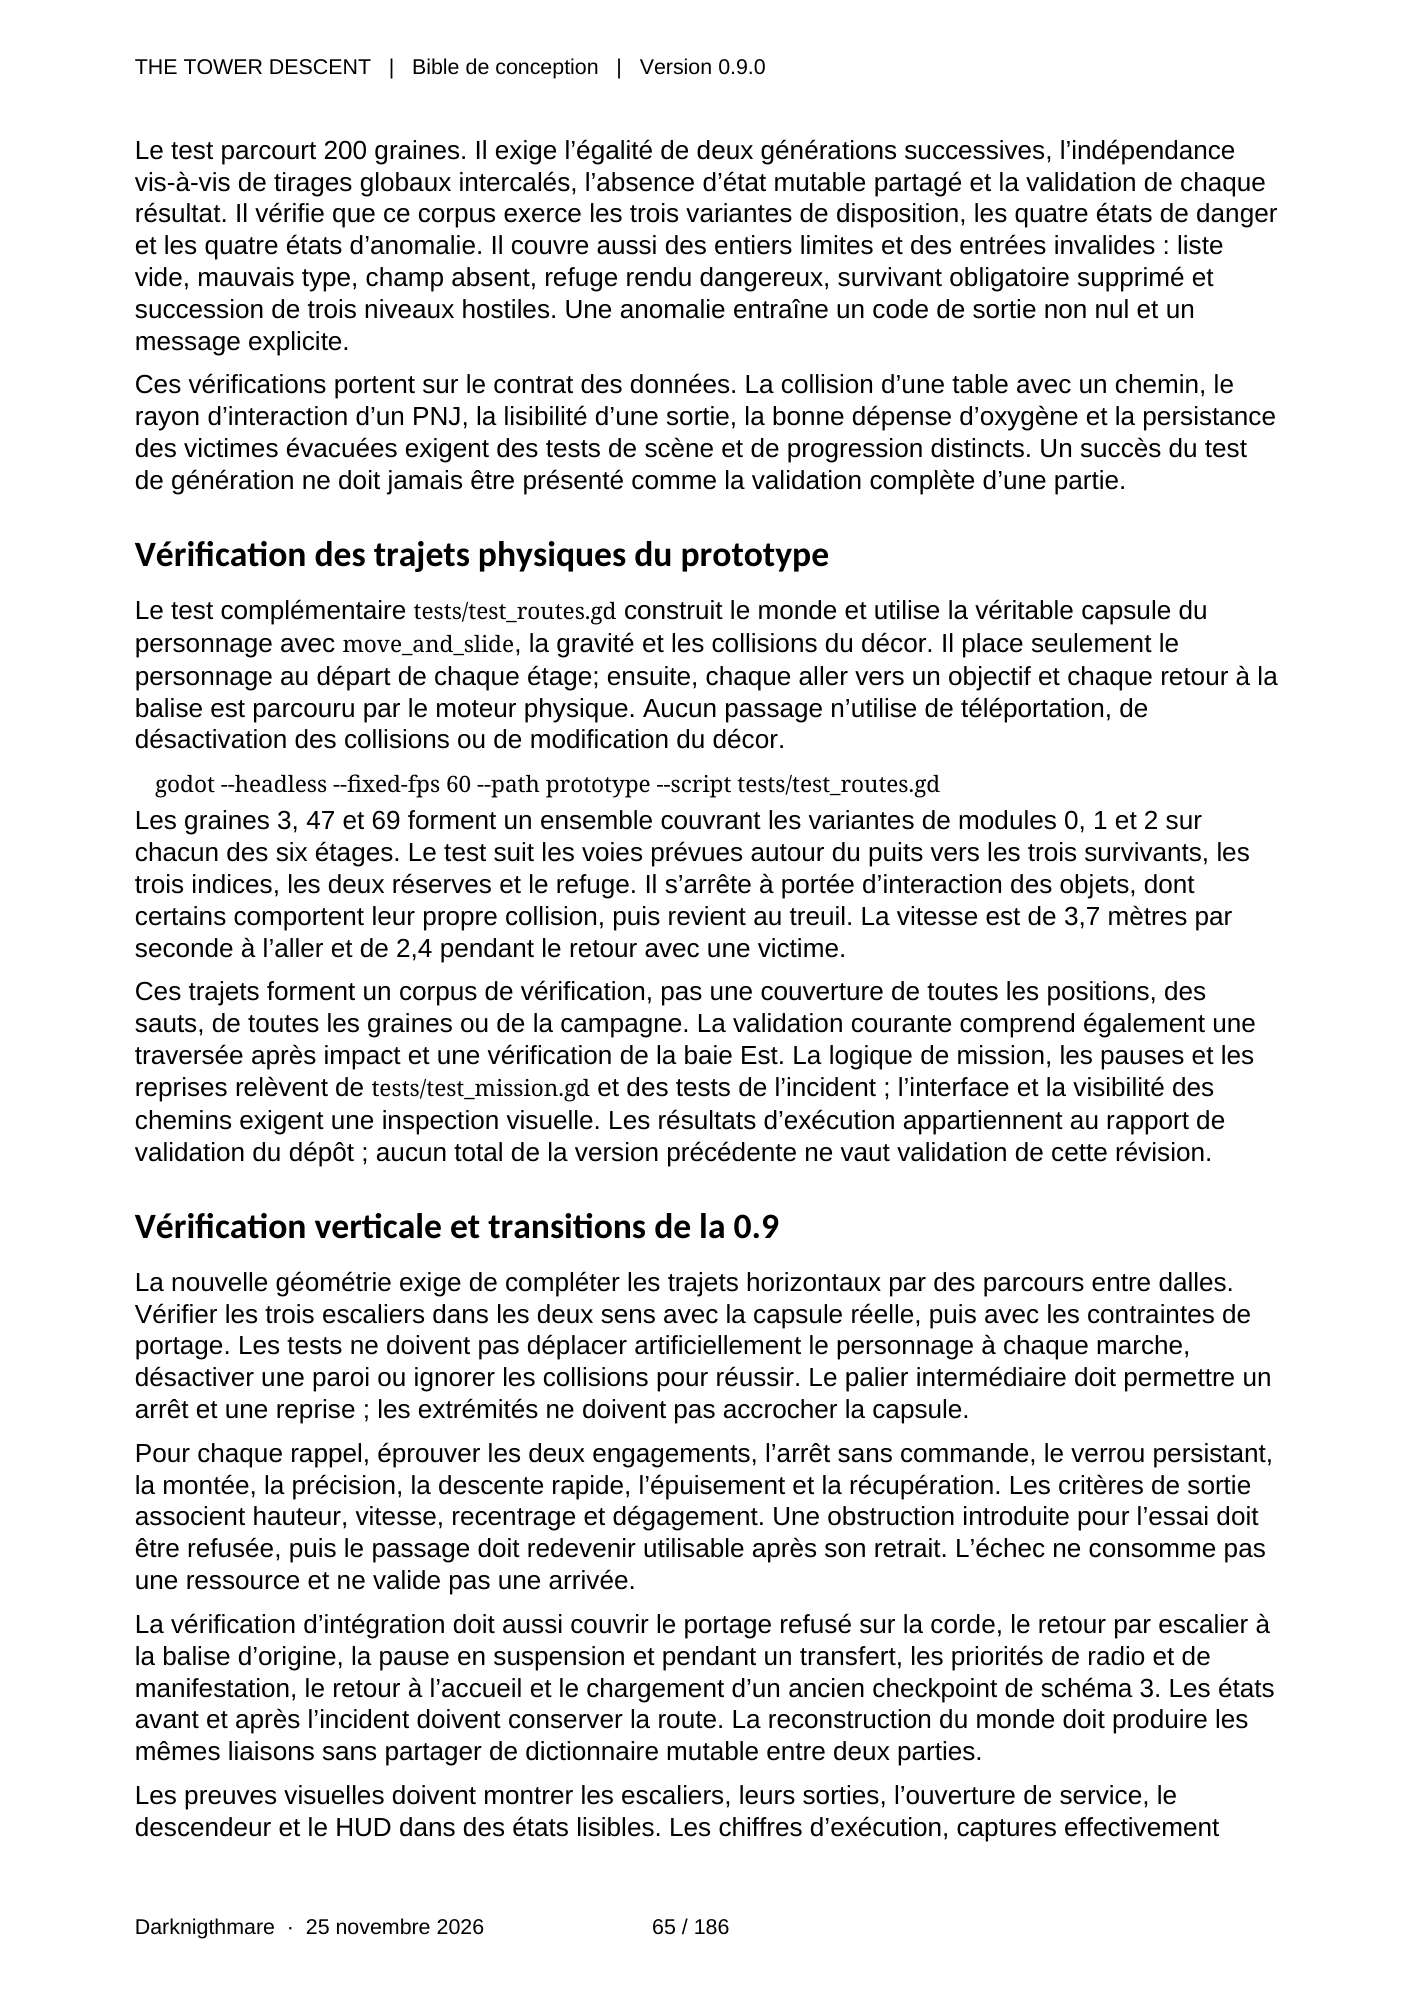 THE TOWER DESCENT | Bible de conception | Version 0.9.0
Le test parcourt 200 graines. Il exige l’égalité de deux générations successives, l’indépendance
vis-à-vis de tirages globaux intercalés, l’absence d’état mutable partagé et la validation de chaque
résultat. Il vérifie que ce corpus exerce les trois variantes de disposition, les quatre états de danger
et les quatre états d’anomalie. Il couvre aussi des entiers limites et des entrées invalides : liste
vide, mauvais type, champ absent, refuge rendu dangereux, survivant obligatoire supprimé et
succession de trois niveaux hostiles. Une anomalie entraîne un code de sortie non nul et un
message explicite.
Ces vérifications portent sur le contrat des données. La collision d’une table avec un chemin, le
rayon d’interaction d’un PNJ, la lisibilité d’une sortie, la bonne dépense d’oxygène et la persistance
des victimes évacuées exigent des tests de scène et de progression distincts. Un succès du test
de génération ne doit jamais être présenté comme la validation complète d’une partie.
Vérification des trajets physiques du prototype
Le test complémentaire tests/test_routes.gd construit le monde et utilise la véritable capsule du
personnage avec move_and_slide, la gravité et les collisions du décor. Il place seulement le
personnage au départ de chaque étage; ensuite, chaque aller vers un objectif et chaque retour à la
balise est parcouru par le moteur physique. Aucun passage n’utilise de téléportation, de
désactivation des collisions ou de modification du décor.
godot --headless --fixed-fps 60 --path prototype --script tests/test_routes.gd
Les graines 3, 47 et 69 forment un ensemble couvrant les variantes de modules 0, 1 et 2 sur
chacun des six étages. Le test suit les voies prévues autour du puits vers les trois survivants, les
trois indices, les deux réserves et le refuge. Il s’arrête à portée d’interaction des objets, dont
certains comportent leur propre collision, puis revient au treuil. La vitesse est de 3,7 mètres par
seconde à l’aller et de 2,4 pendant le retour avec une victime.
Ces trajets forment un corpus de vérification, pas une couverture de toutes les positions, des
sauts, de toutes les graines ou de la campagne. La validation courante comprend également une
traversée après impact et une vérification de la baie Est. La logique de mission, les pauses et les
reprises relèvent de tests/test_mission.gd et des tests de l’incident ; l’interface et la visibilité des
chemins exigent une inspection visuelle. Les résultats d’exécution appartiennent au rapport de
validation du dépôt ; aucun total de la version précédente ne vaut validation de cette révision.
Vérification verticale et transitions de la 0.9
La nouvelle géométrie exige de compléter les trajets horizontaux par des parcours entre dalles.
Vérifier les trois escaliers dans les deux sens avec la capsule réelle, puis avec les contraintes de
portage. Les tests ne doivent pas déplacer artificiellement le personnage à chaque marche,
désactiver une paroi ou ignorer les collisions pour réussir. Le palier intermédiaire doit permettre un
arrêt et une reprise ; les extrémités ne doivent pas accrocher la capsule.
Pour chaque rappel, éprouver les deux engagements, l’arrêt sans commande, le verrou persistant,
la montée, la précision, la descente rapide, l’épuisement et la récupération. Les critères de sortie
associent hauteur, vitesse, recentrage et dégagement. Une obstruction introduite pour l’essai doit
être refusée, puis le passage doit redevenir utilisable après son retrait. L’échec ne consomme pas
une ressource et ne valide pas une arrivée.
La vérification d’intégration doit aussi couvrir le portage refusé sur la corde, le retour par escalier à
la balise d’origine, la pause en suspension et pendant un transfert, les priorités de radio et de
manifestation, le retour à l’accueil et le chargement d’un ancien checkpoint de schéma 3. Les états
avant et après l’incident doivent conserver la route. La reconstruction du monde doit produire les
mêmes liaisons sans partager de dictionnaire mutable entre deux parties.
Les preuves visuelles doivent montrer les escaliers, leurs sorties, l’ouverture de service, le
descendeur et le HUD dans des états lisibles. Les chiffres d’exécution, captures effectivement
Darknigthmare · 25 novembre 2026 65 / 186